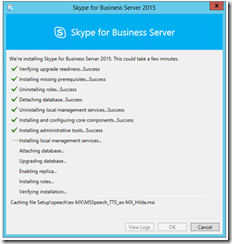 Skype for Business Server 2015
Skype for Business Server
We're installing Skype for Business Server 2015. This could take a few minutes.
Verifying upgrade readiness...Success
Installing missing prerequisites...Success
Uninstalling roles...Success
Detaching database...Success
Uninstalling local management services...Success
Installing and configuring core components...Success
Installing administrative tools...Success
Installing local management services...
Attaching database...
Upgrading database...
Enabling replica...
Installing roles...
Verifying installation...
Caching file Setup\speech\es-MX\MSSpeech_TTS_es-MX_Hilda.msi
View Logs
OK
Cancel